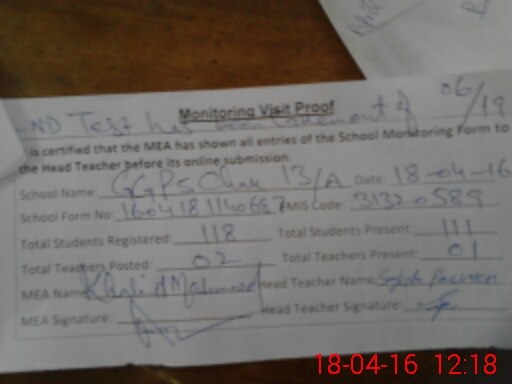 06/19
Monitoring Visit Proof
LND Test has been taken out of
is certified that the MEA has shown all entries of the School Monitoring Form to
the Head Teacher before its online submission.
School Name: GGPS Chak 13/A Date: 18-04-16
School Form No: EMIS Code: 31320589
Total Students Registered: 118 Total Students Present: 111
Total Teachers Posted: 02 Total Teachers Present: 01
MEA Name: Khalid Mahmood Head Teacher Name: Parveen
MEA Signature: Head Teacher Signature:
18-04-16 12:18